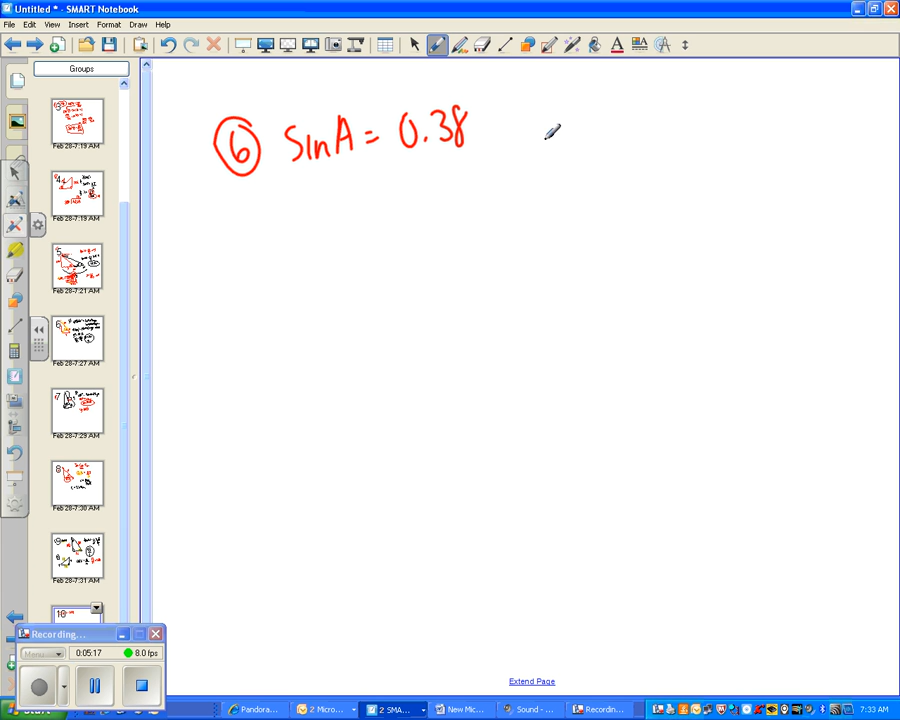 Untitled * - SMART Notebook
File Edit View Insert Format Draw Help
Groups
⑥ sinA = 0.38
Feb 28-7:19 AM
Feb 28-7:19 AM
Feb 28-7:21 AM
Feb 28-7:27 AM
Feb 28-7:29 AM
Feb 28-7:30 AM
Feb 28-7:31 AM
Extend Page
Recording...
Menu
0:05:17
8.0 fps
Start
Pandora...
2 Micro...
2 SMA...
New Mic...
Sound - ...
Recordin...
7:33 AM